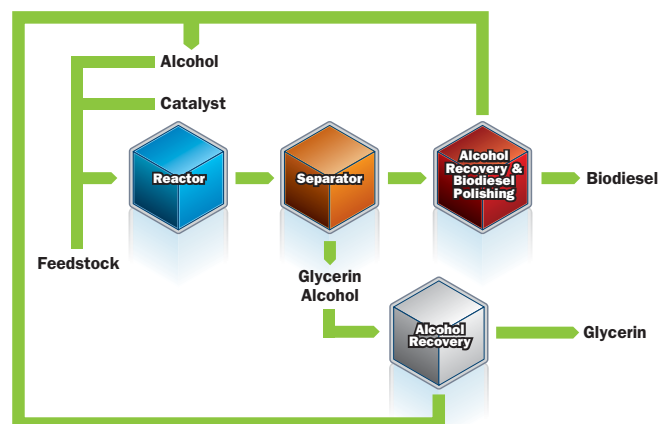 Alcohol
Catalyst
Reactor
Separator
Alcohol
Recovery &
Biodiesel
Polishing
Biodiesel
Feedstock
Glycerin
Alcohol
Alcohol
Recovery
Glycerin